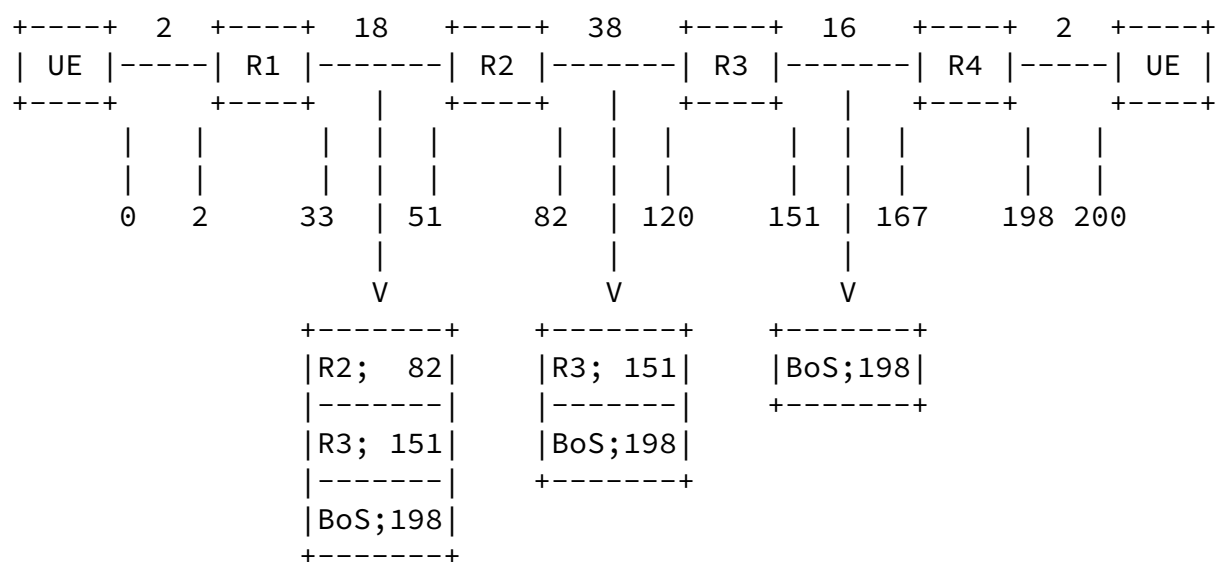 +----+  2  +----+  18   +----+  38   +----+  16   +----+  2  +----+
| UE |-----| R1 |-------| R2 |-------| R3 |-------| R4 |-----| UE |
+----+     +----+   |   +----+   |   +----+   |   +----+     +----+
      |   |      |  |  |      |  |  |      |  |  |      |   |
      |   |      |  |  |      |  |  |      |  |  |      |   |
      0   2     33  | 51     82  | 120    151 | 167    198 200
                    |            |            |
                    V            V            V
                +-------+    +-------+    +-------+
                |R2;  82|    |R3; 151|    |BoS;198|
                |-------|    |-------|    +-------+
                |R3; 151|    |BoS;198|
                |-------|    +-------+
                |BoS;198|
                +-------+